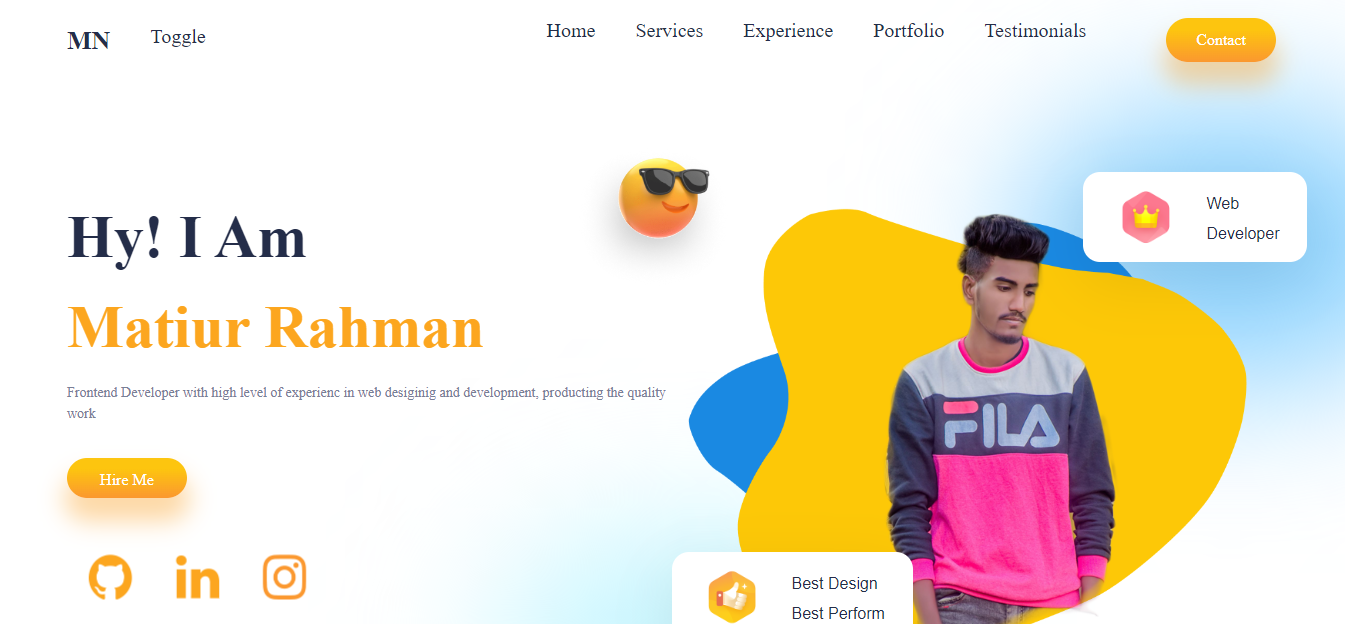 MN
Toggle
Home
Services
Experience
Portfolio
Testimonials
Contact
Web
Developer
Hy! I Am
Matiur Rahman
Frontend Developer with high level of experienc in web desiginig and development, producting the quality
work
FILA
Hire Me
in
Best Design
Best Perform